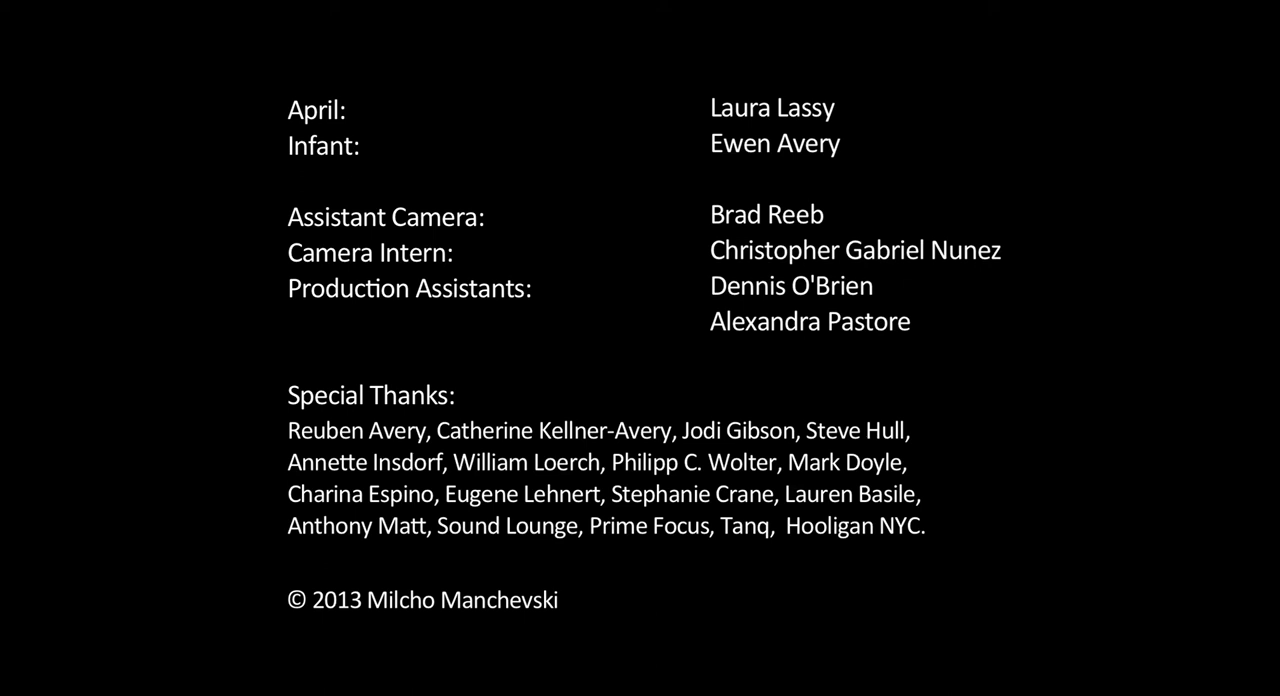 April: Laura Lassy
Infant: Ewen Avery
Assistant Camera: Brad Reeb
Camera Intern: Christopher Gabriel Nunez
Production Assistants: Dennis O'Brien
Alexandra Pastore
Special Thanks:
Reuben Avery, Catherine Kellner-Avery, Jodi Gibson, Steve Hull,
Annette Insdorf, William Loerch, Philipp C. Wolter, Mark Doyle,
Charina Espino, Eugene Lehnert, Stephanie Crane, Lauren Basile,
Anthony Matt, Sound Lounge, Prime Focus, Tanq, Hooligan NYC.
© 2013 Milcho Manchevski